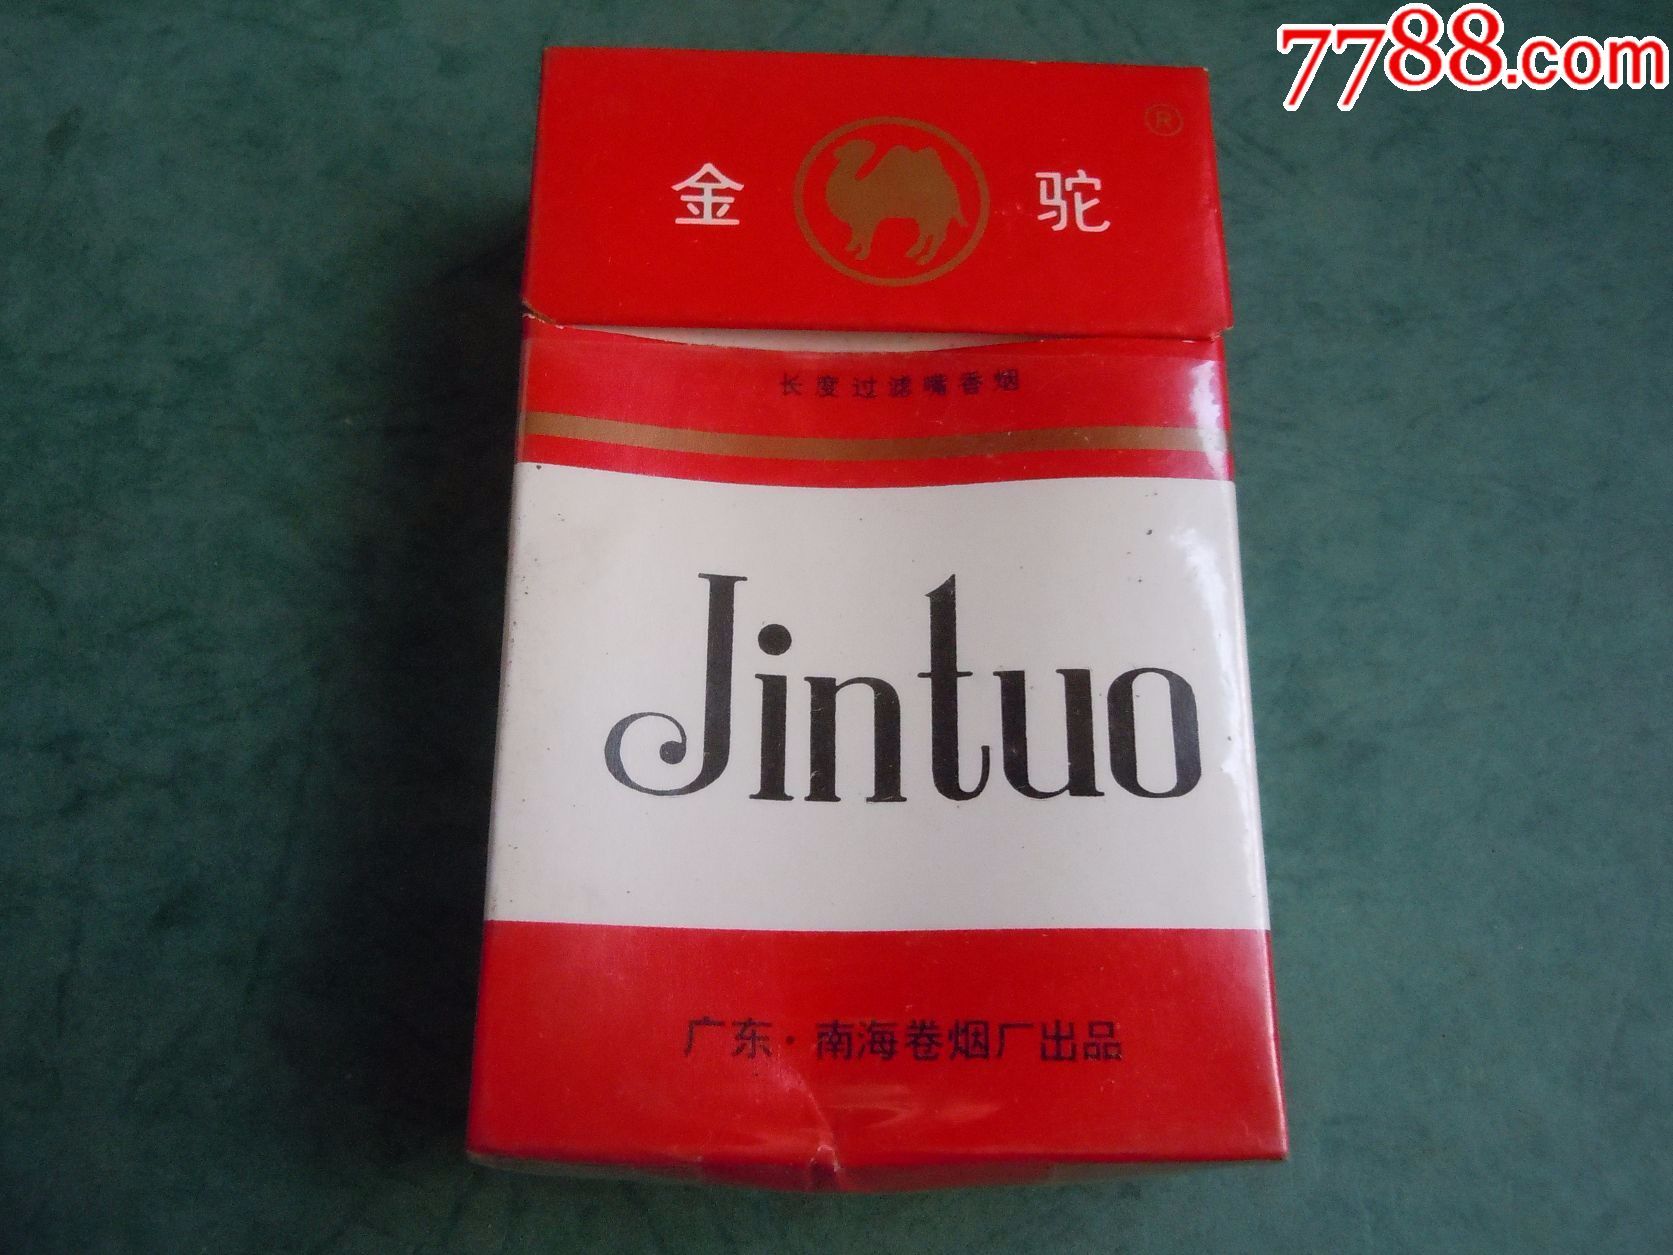 7788.com
金 驼 ®
长度过滤嘴香烟
Jintuo
广东·南海卷烟厂出品